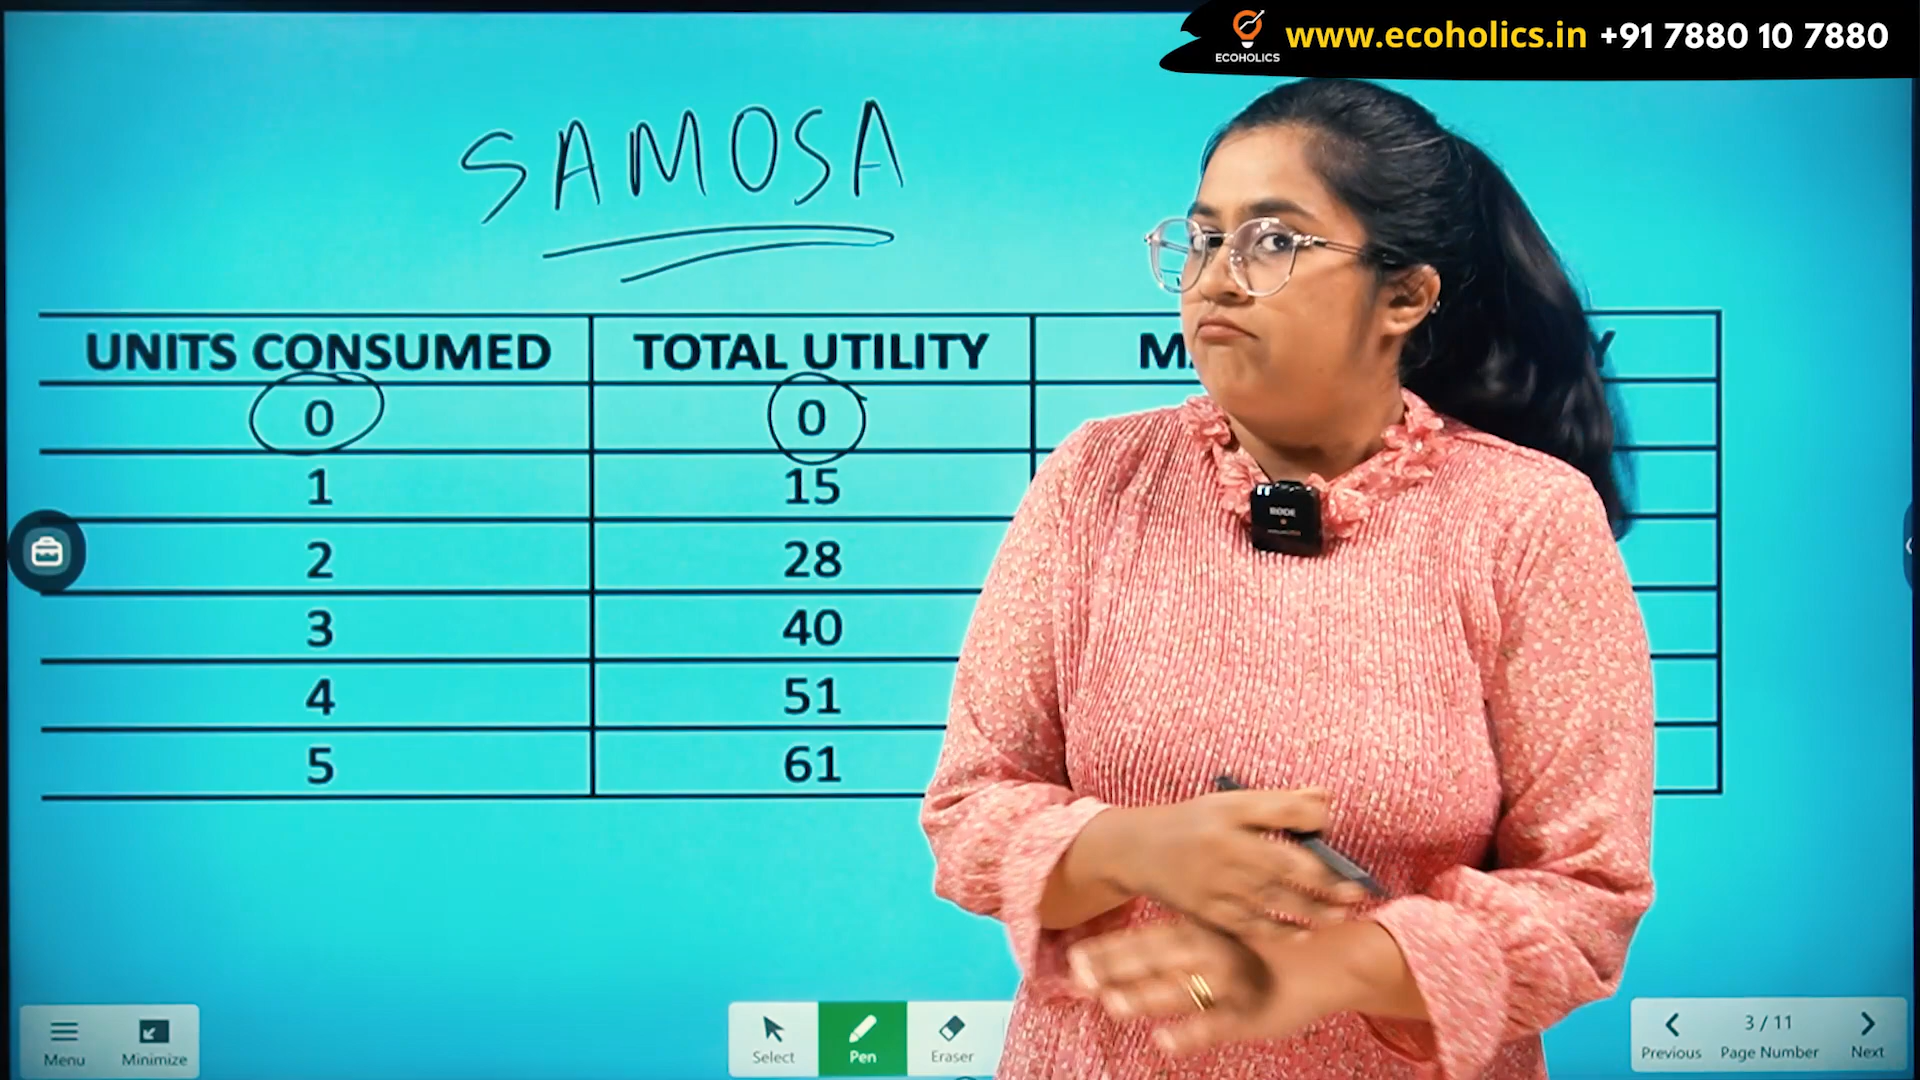 ECOHOLICS
www.ecoholics.in +91 7880 10 7880
SAMOSA
UNITS CONSUMED TOTAL UTILITY
0 0
1 15
2 28
3 40
4 51
5 61
RODE
Menu Minimize
Select Pen Eraser
3 / 11
Previous Page Number Next